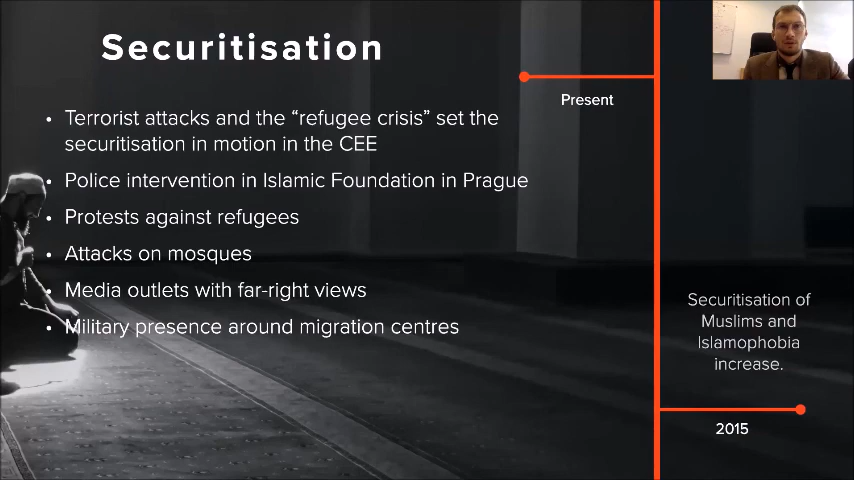 Securitisation
• Terrorist attacks and the “refugee crisis” set the
securitisation in motion in the CEE
• Police intervention in Islamic Foundation in Prague
• Protests against refugees
• Attacks on mosques
• Media outlets with far-right views
• Military presence around migration centres
Present
Securitisation of
Muslims and
Islamophobia
increase.
2015